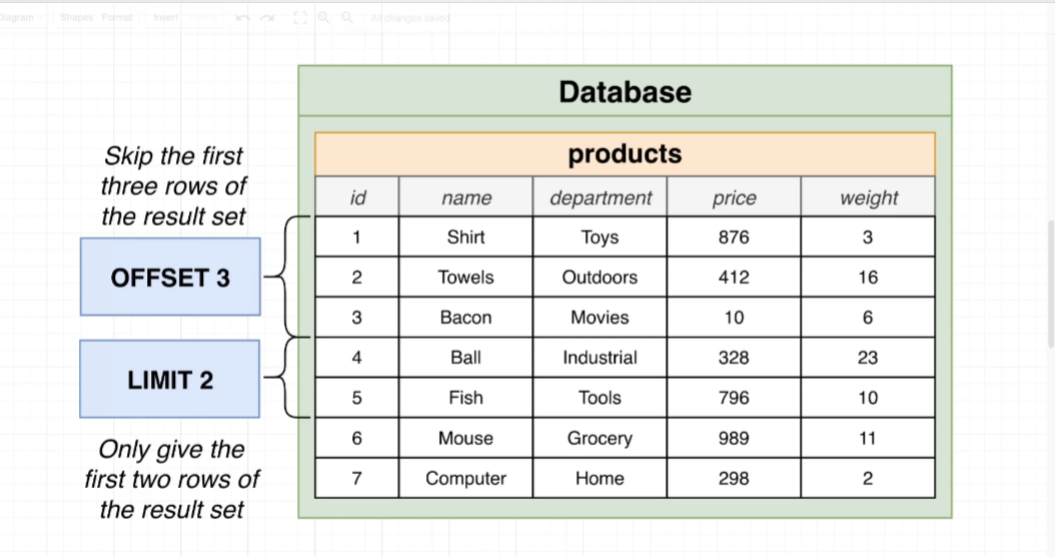 Diagram Shapes Format Insert All changes saved
Database
products
id name department price weight
1 Shirt Toys 876 3
2 Towels Outdoors 412 16
3 Bacon Movies 10 6
4 Ball Industrial 328 23
5 Fish Tools 796 10
6 Mouse Grocery 989 11
7 Computer Home 298 2
Skip the first
three rows of
the result set
OFFSET 3
LIMIT 2
Only give the
first two rows of
the result set